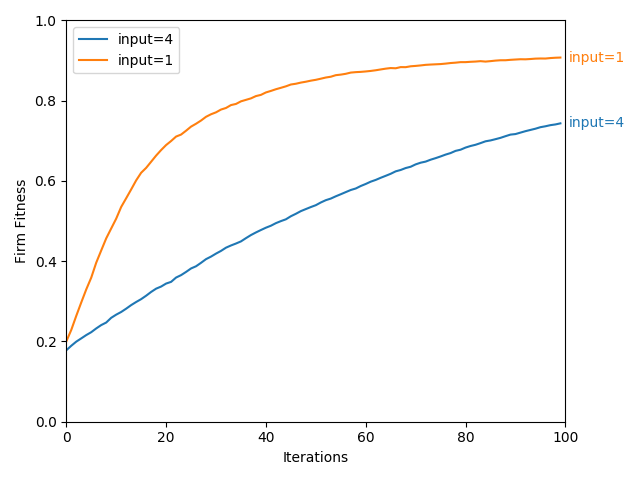 1.0
0.8
0.6
0.4
0.2
0.0
Firm Fitness
input=4
input=1
input=1
input=4
0 20 40 60 80 100
Iterations